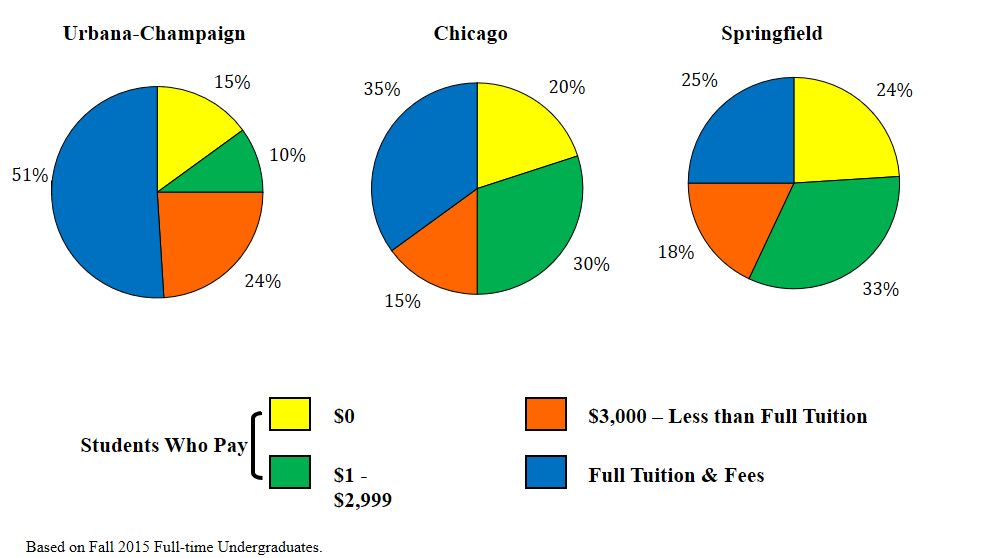 Urbana-Champaign
Chicago
Springfield
15%
10%
24%
51%
20%
30%
15%
35%
24%
33%
18%
25%
Students Who Pay
$0
$1 -
$2,999
$3,000 – Less than Full Tuition
Full Tuition & Fees
Based on Fall 2015 Full-time Undergraduates.